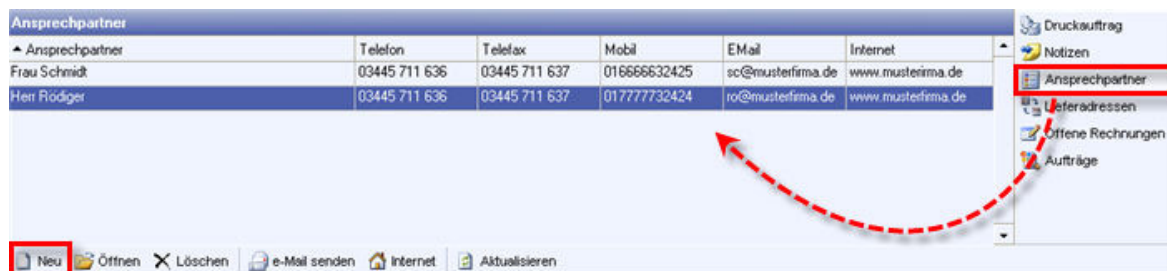 Ansprechpartner
Ansprechpartner Telefon Telefax Mobil EMail Internet
Frau Schmidt 03445 711 636 03445 711 637 016666632425 sc@musterfirma.de www.musterirma.de
Herr Rödiger 03445 711 636 03445 711 637 017777732424 ro@musterfirma.de www.musterfirma.de
Neu Öffnen Löschen e-Mail senden Internet Aktualisieren
Druckauftrag
Notizen
Ansprechpartner
Lieferadressen
Offene Rechnungen
Aufträge